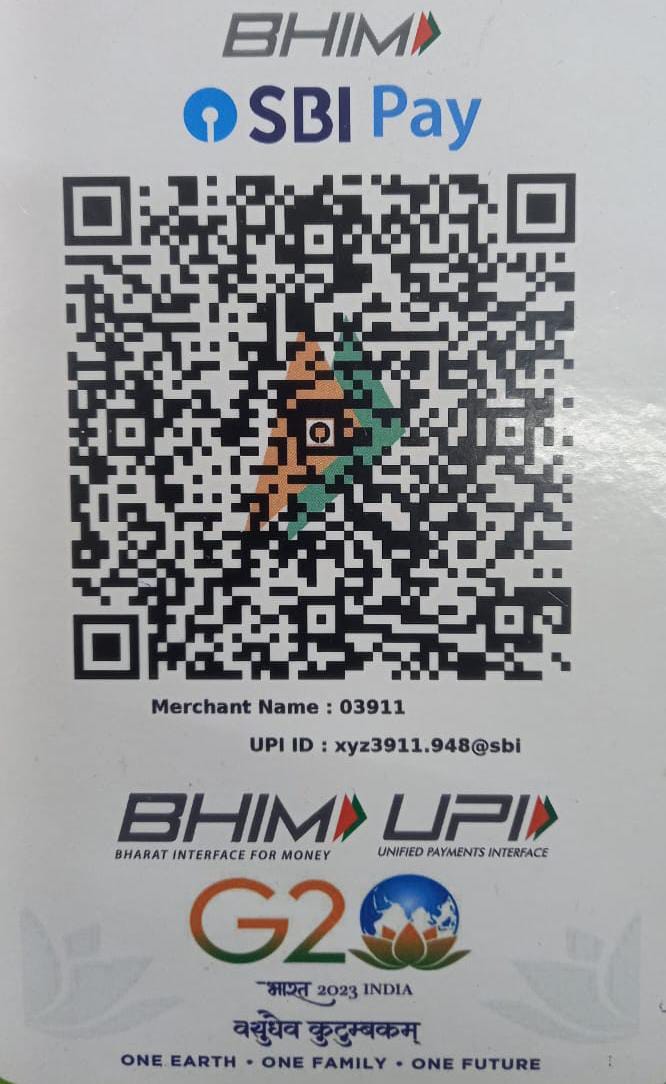 BHIM
SBI Pay
Merchant Name : 03911
UPI ID : xyz3911.948@sbi
BHIM UPI
BHARAT INTERFACE FOR MONEY UNIFIED PAYMENTS INTERFACE
G20
भारत 2023 INDIA
वसुधैव कुटुम्बकम्
ONE EARTH • ONE FAMILY • ONE FUTURE